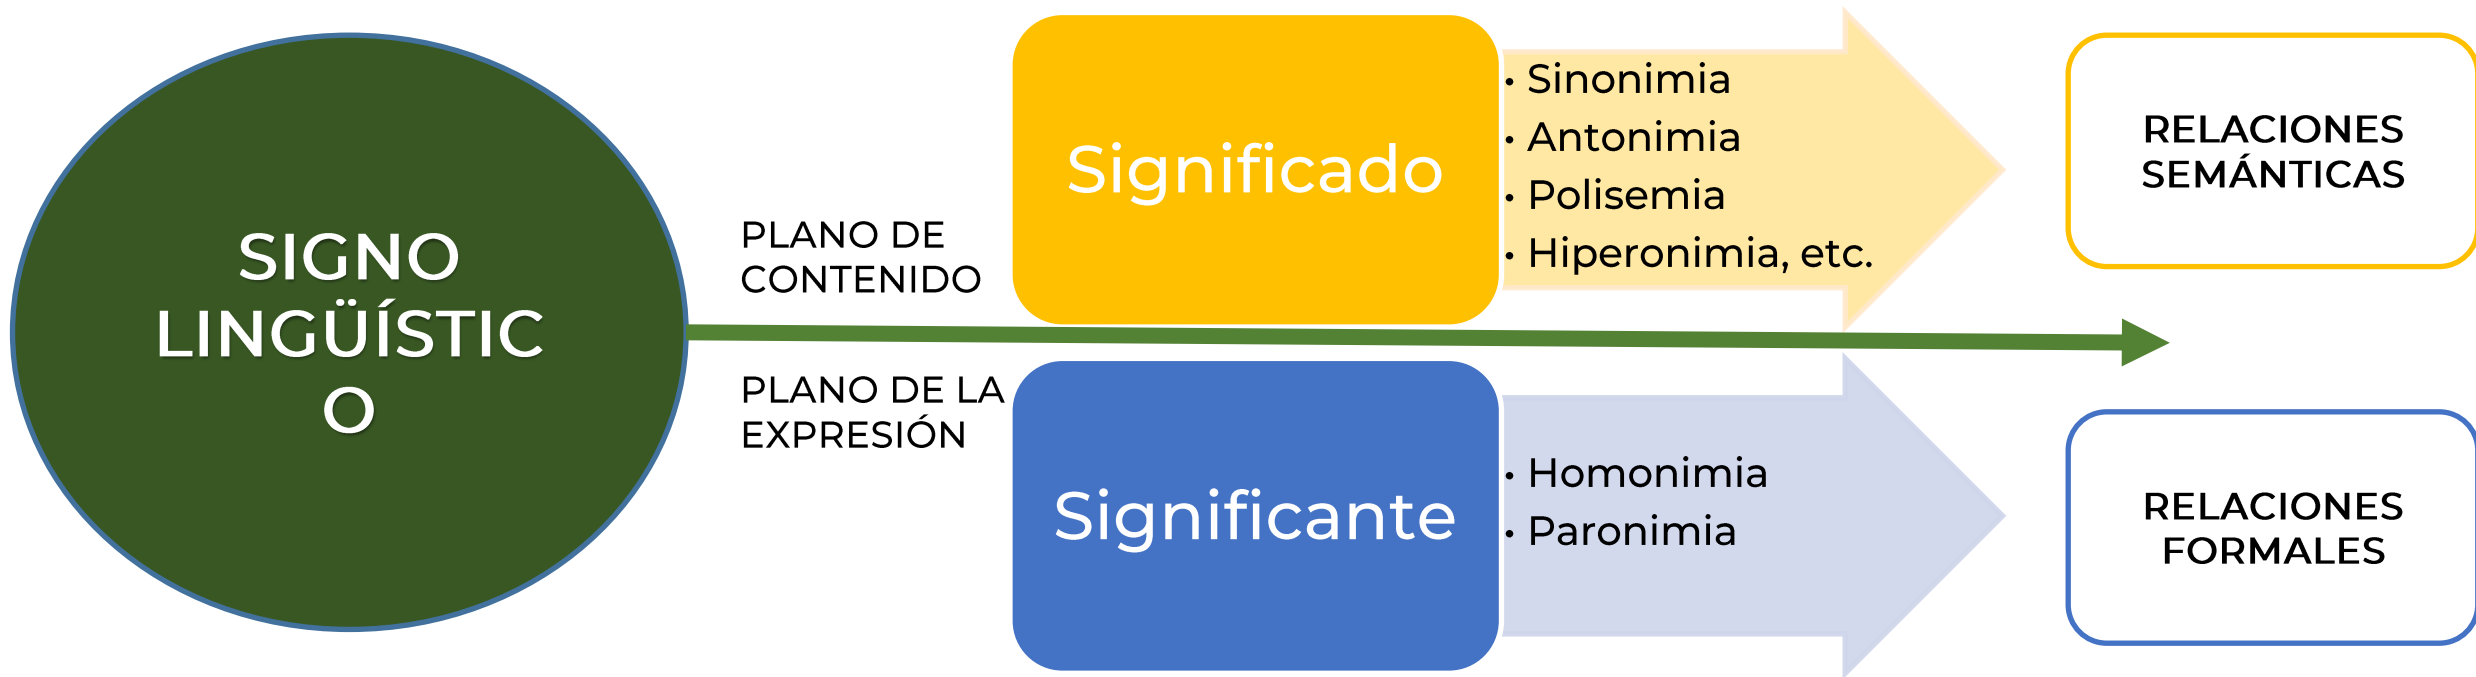 SIGNO
LINGÜÍSTIC
O
PLANO DE
CONTENIDO
Significado
• Sinonimia
• Antonimia
• Polisemia
• Hiperonimia, etc.
RELACIONES
SEMÁNTICAS
PLANO DE LA
EXPRESIÓN
Significante
• Homonimia
• Paronimia
RELACIONES
FORMALES